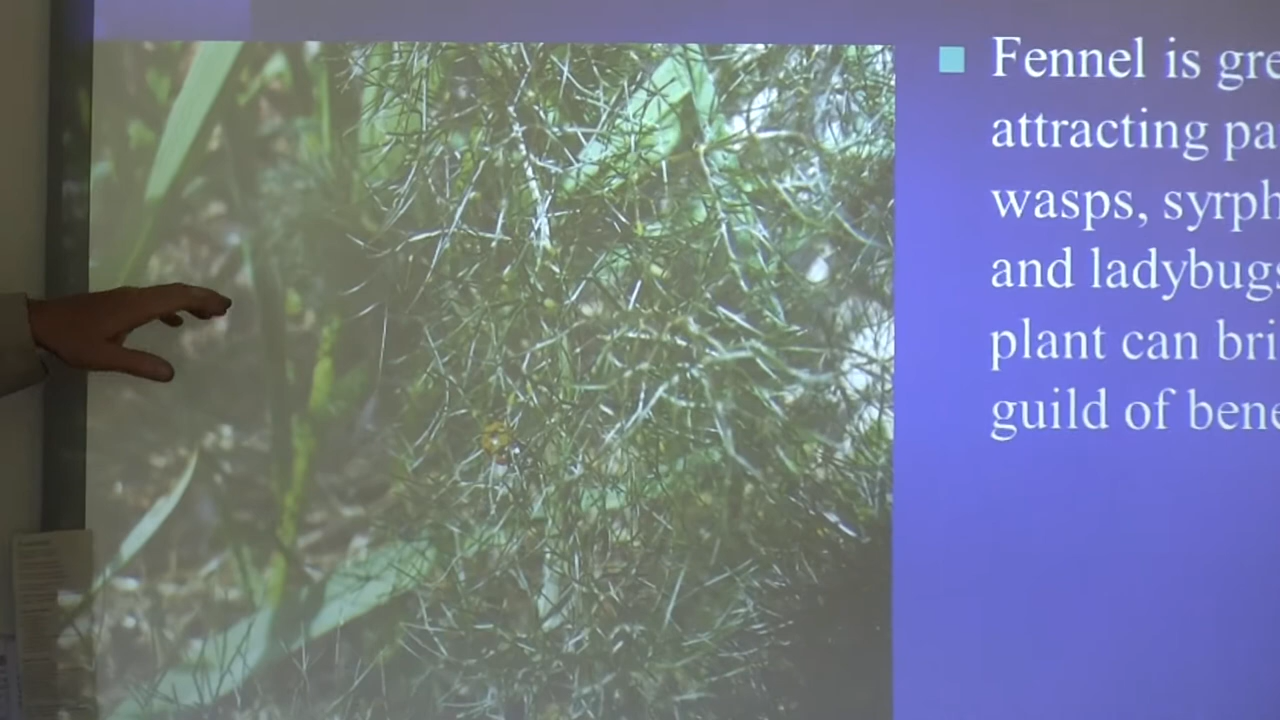 Fennel is gre
attracting pa
wasps, syrph
and ladybugs
plant can bri
guild of bene